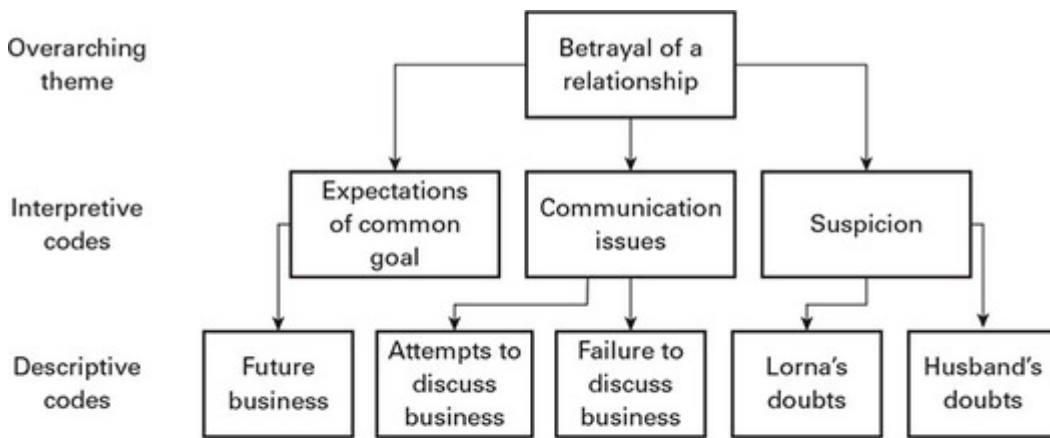 Overarching
theme
Betrayal of a
relationship
Interpretive
codes
Expectations
of common
goal
Communication
issues
Suspicion
Descriptive
codes
Future
business
Attempts to
discuss
business
Failure to
discuss
business
Lorna's
doubts
Husband's
doubts